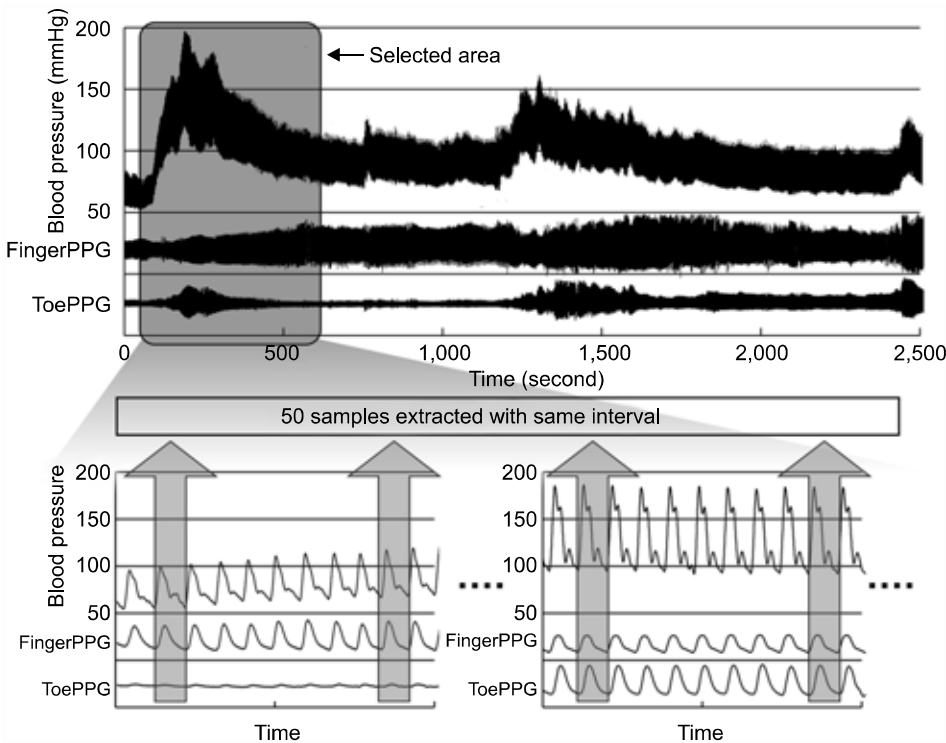 200
Selected area
150
100
50
Blood pressure (mmHg)
FingerPPG
ToePPG
0 500 1,000 1,500 2,000 2,500
Time (second)
50 samples extracted with same interval
200
150
100
50
Blood pressure
FingerPPG
ToePPG
Time
200
150
100
50
FingerPPG
ToePPG
Time